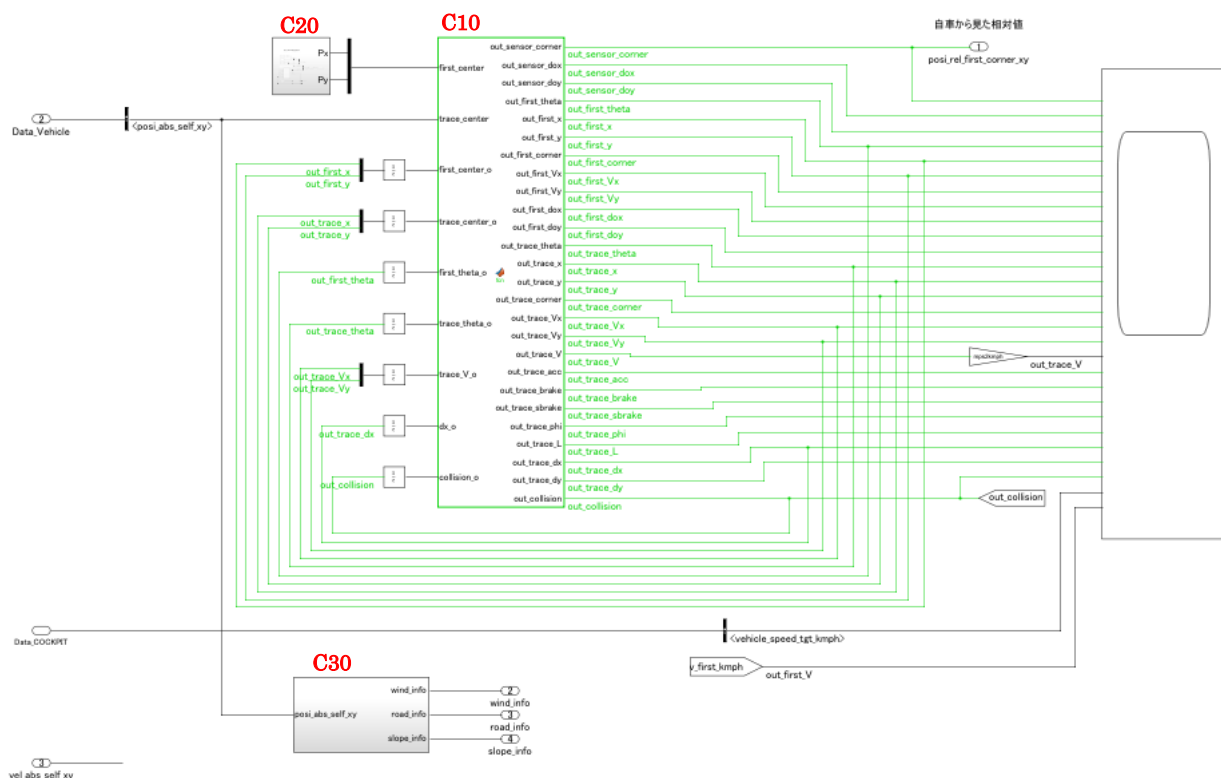 C20
C10
自車から見た相対値
Px
Py
first_center
trace_center
first_center_o
trace_center_o
first_theta_o
trace_theta_o
trace_V_o
dx_o
collision_o
out_sensor_corner
out_sensor_dox
out_sensor_doy
out_first_theta
out_first_x
out_first_y
out_first_corner
out_first_Vx
out_first_Vy
out_first_dox
out_first_doy
out_trace_theta
out_trace_x
out_trace_y
out_trace_corner
out_trace_Vx
out_trace_Vy
out_trace_V
out_trace_acc
out_trace_brake
out_trace_sbrake
out_trace_phi
out_trace_L
out_trace_dx
out_trace_dy
out_collision
out_sensor_corner
out_sensor_dox
out_sensor_doy
out_first_theta
out_first_x
out_first_y
out_first_corner
out_first_Vx
out_first_Vy
out_first_dox
out_first_doy
out_trace_theta
out_trace_x
out_trace_y
out_trace_corner
out_trace_Vx
out_trace_Vy
out_trace_V
out_trace_acc
out_trace_brake
out_trace_sbrake
out_trace_phi
out_trace_L
out_trace_dx
out_trace_dy
out_collision
1
posi_rel_first_corner_xy
2
Data_Vehicle
<posi_abs_self_xy>
out_first_x
out_first_y
out_trace_x
out_trace_y
out_first_theta
out_trace_theta
out_trace_Vx
out_trace_Vy
out_trace_dx
out_collision
out_trace_V
out_collision
Data_COCKPIT
<vehicle_speed_tgt_kmph>
v_first_kmph
out_first_V
C30
posi_abs_self_xy
wind_info
road_info
slope_info
2
wind_info
3
road_info
4
slope_info
3
vel_abs_self_xy